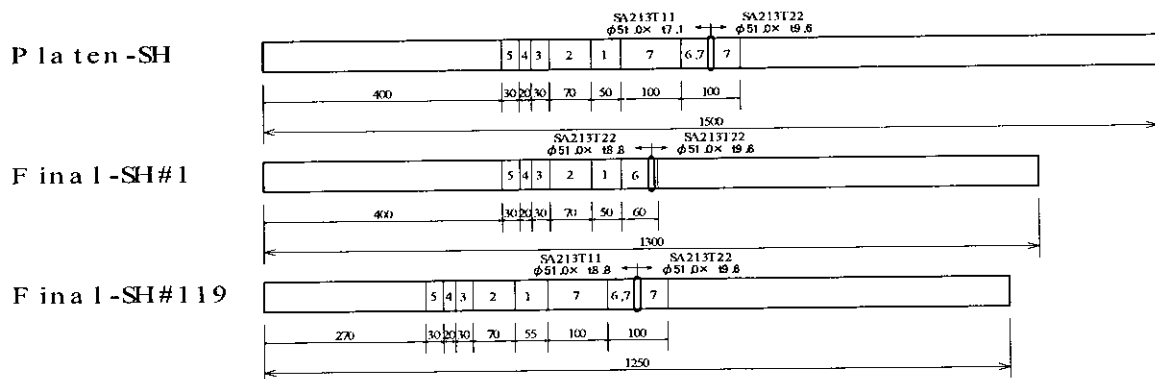 SA213T11 SA213T22
φ51.0× t7.1 φ51.0× t9.6
Platen-SH
5 4 3 2 1 7 6,7 7
400 30 20 30 70 50 100 100
1500
SA213T22 SA213T22
φ51.0× t8.8 φ51.0× t9.6
Final-SH#1
5 4 3 2 1 6
400 30 20 30 70 50 60
1300
SA213T11 SA213T22
φ51.0× t8.8 φ51.0× t9.6
Final-SH#119
5 4 3 2 1 7 6,7 7
270 30 20 30 70 55 100 100
1250